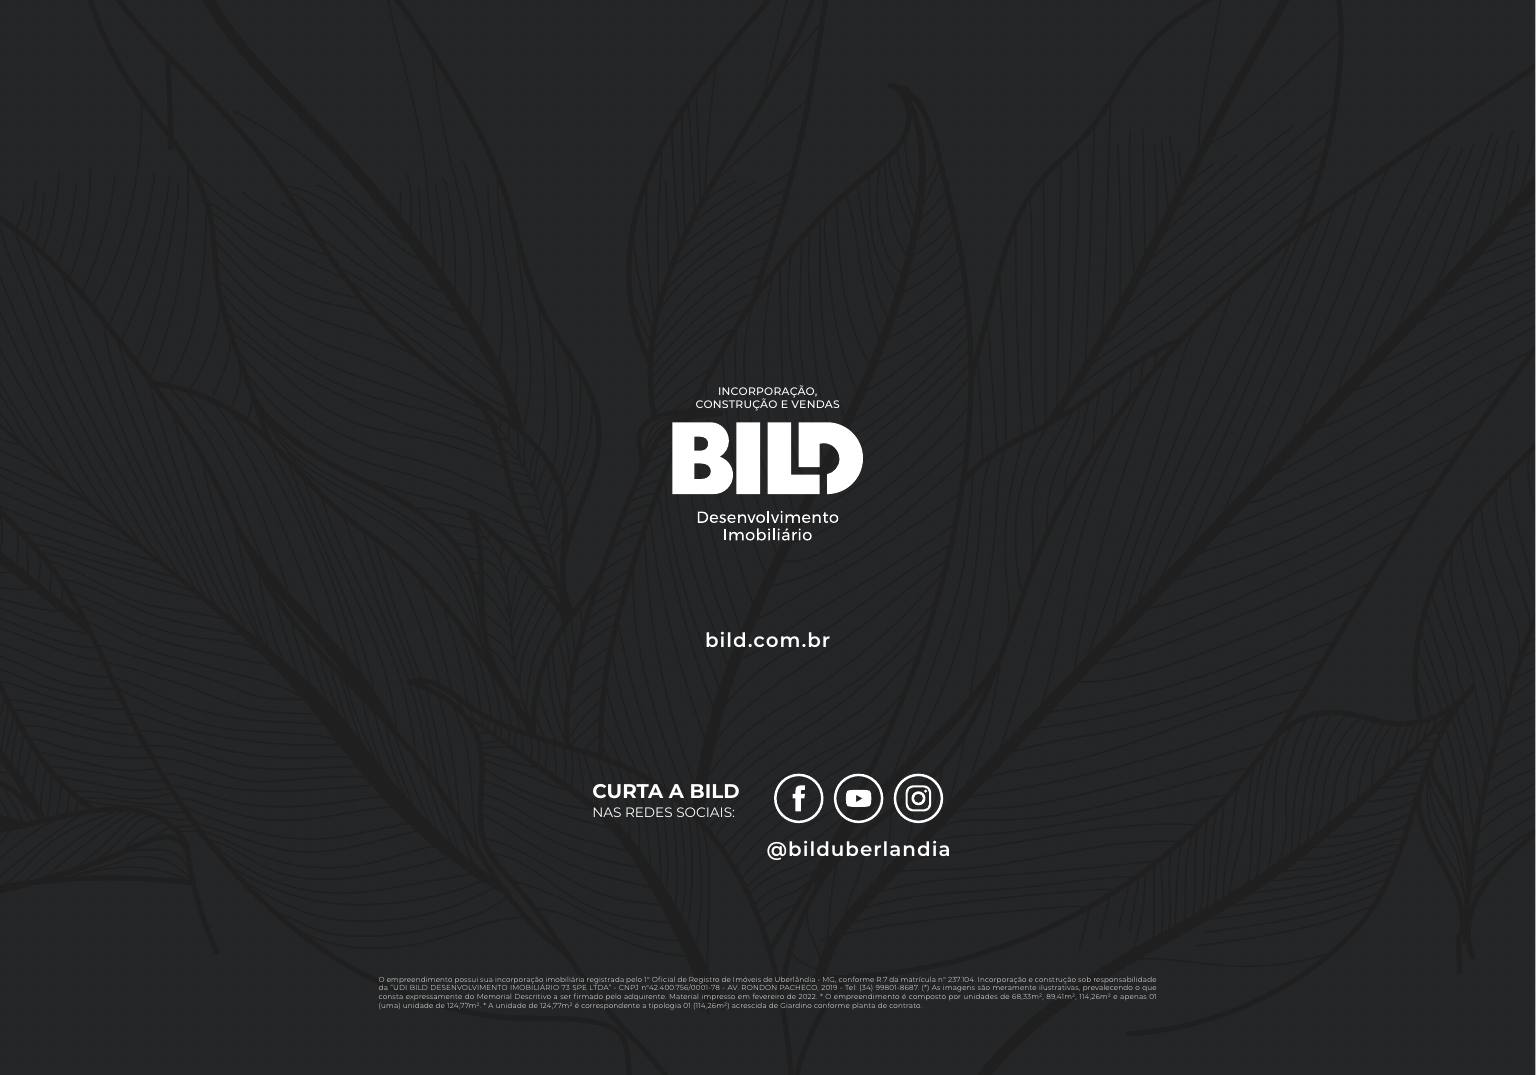 INCORPORAÇÃO,
CONSTRUÇÃO E VENDAS
BILD
Desenvolvimento
Imobiliário
bild.com.br
CURTA A BILD
NAS REDES SOCIAIS:
@bilduberlandia
O empreendimento possui sua incorporação imobiliária registrada pelo 1º Oficial de Registro de Imóveis de Uberlândia - MG, conforme R.7 da matrícula nº 237.104. Incorporação e construção sob responsabilidade
da "UDI BILD DESENVOLVIMENTO IMOBILIÁRIO 73 SPE LTDA" - CNPJ nº42.400.756/0001-78 - AV. RONDON PACHECO, 2019 - Tel: (34) 99801-8687. (*) As imagens são meramente ilustrativas, prevalecendo o que
consta expressamente do Memorial Descritivo a ser firmado pelo adquirente. Material impresso em fevereiro de 2022. * O empreendimento é composto por unidades de 68,33m², 89,41m², 114,26m² e apenas 01
(uma) unidade de 124,77m². * A unidade de 124,77m² é correspondente a tipologia 01 (114,26m²) acrescida de Giardino conforme planta de contrato.